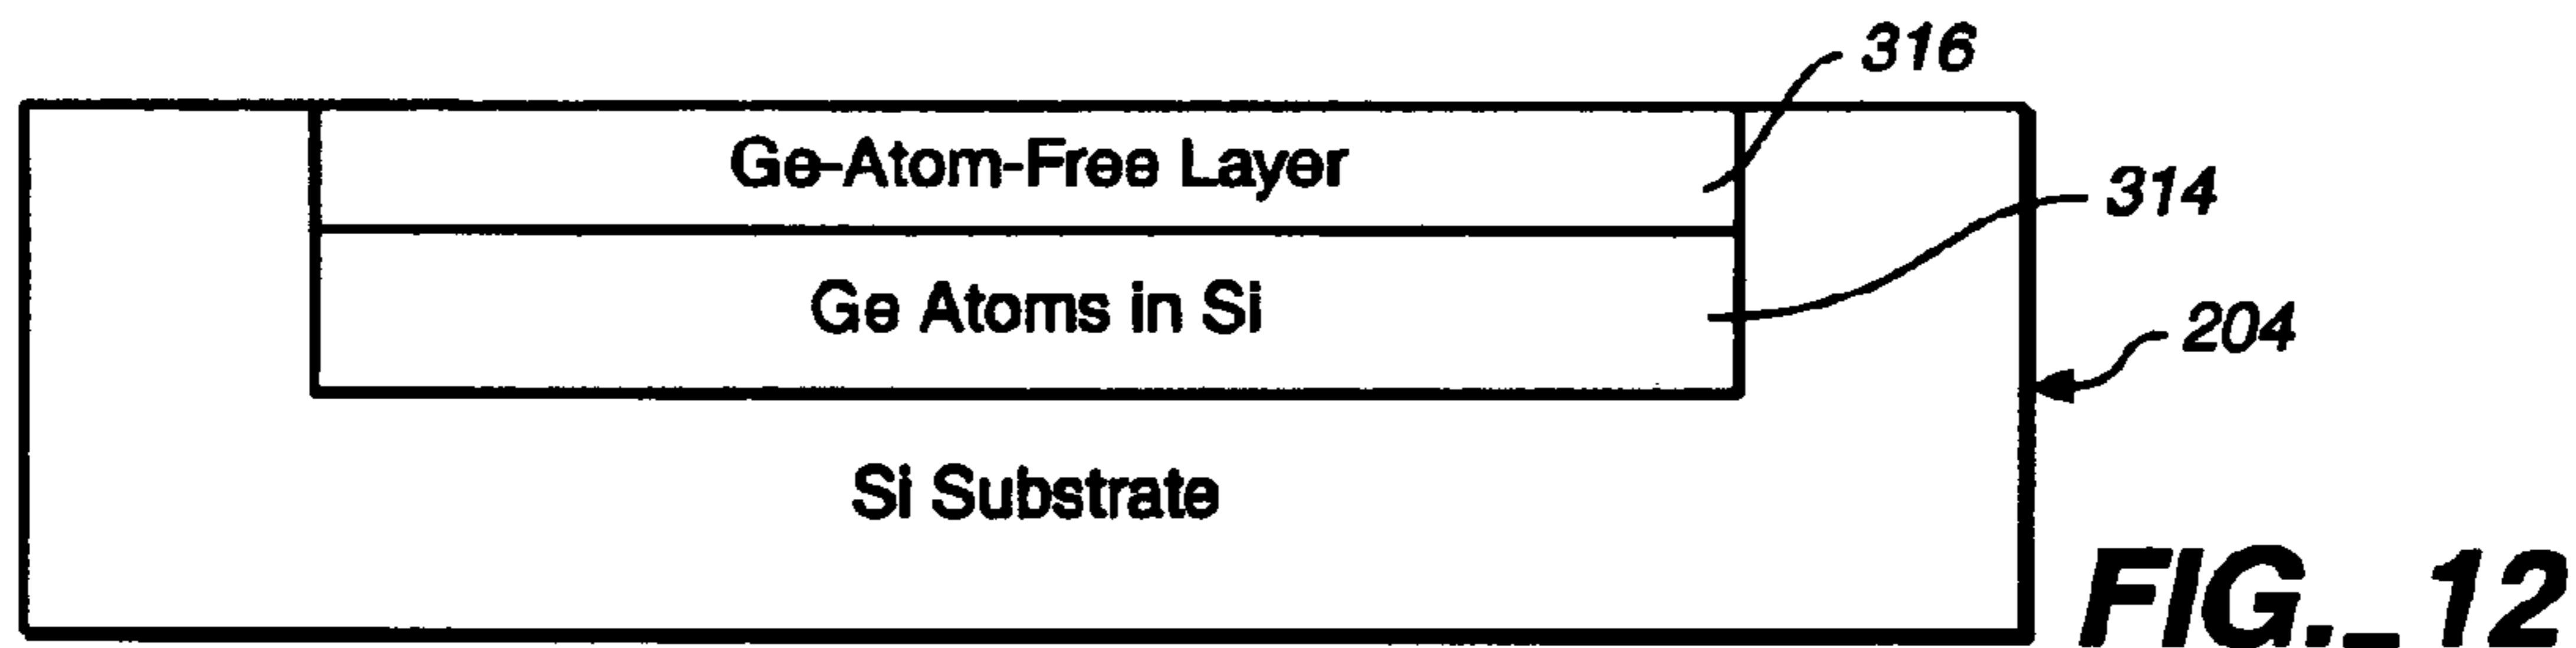 316
Ge-Atom-Free Layer
314
Ge Atoms in Si
204
Si Substrate
FIG._12